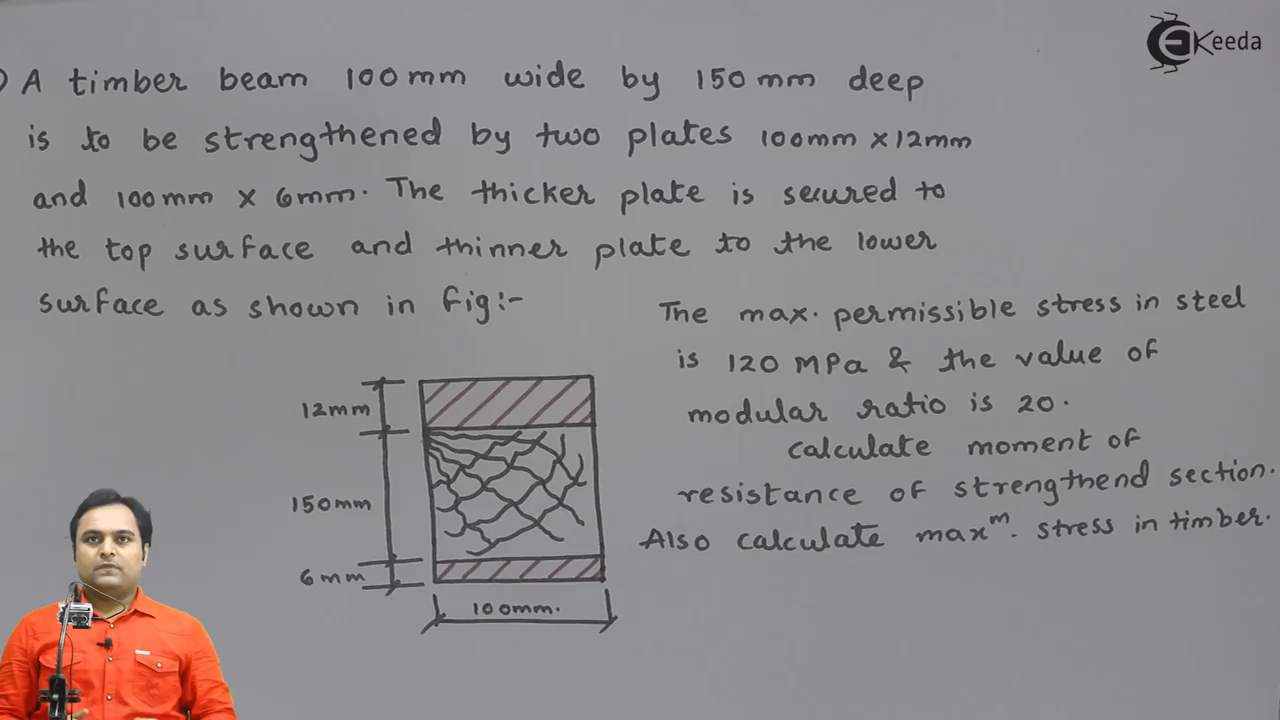 EKeeda
) A timber beam 100mm wide by 150mm deep
is to be strengthened by two plates 100mm x12mm
and 100mm x 6mm. The thicker plate is secured to
the top surface and thinner plate to the lower
surface as shown in fig:-
The max. permissible stress in steel
is 120 MPa & the value of
modular ratio is 20.
calculate moment of
resistance of strengthend section.
Also calculate maxᵐ. stress in timber.
12mm
150mm
6mm
100mm.